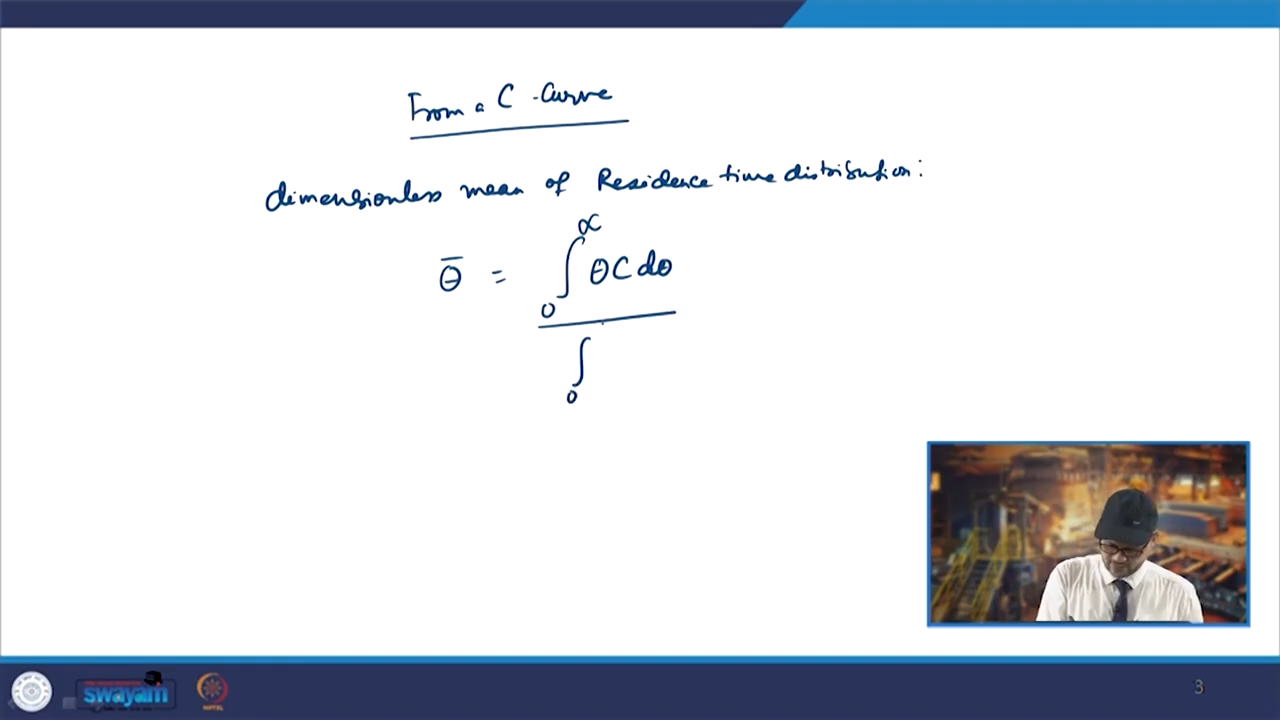 From a C - Curve
dimensionless mean of Residence time distribution:
θ̄ = ∫₀^∝ θ C dθ
∫₀
3
swayam